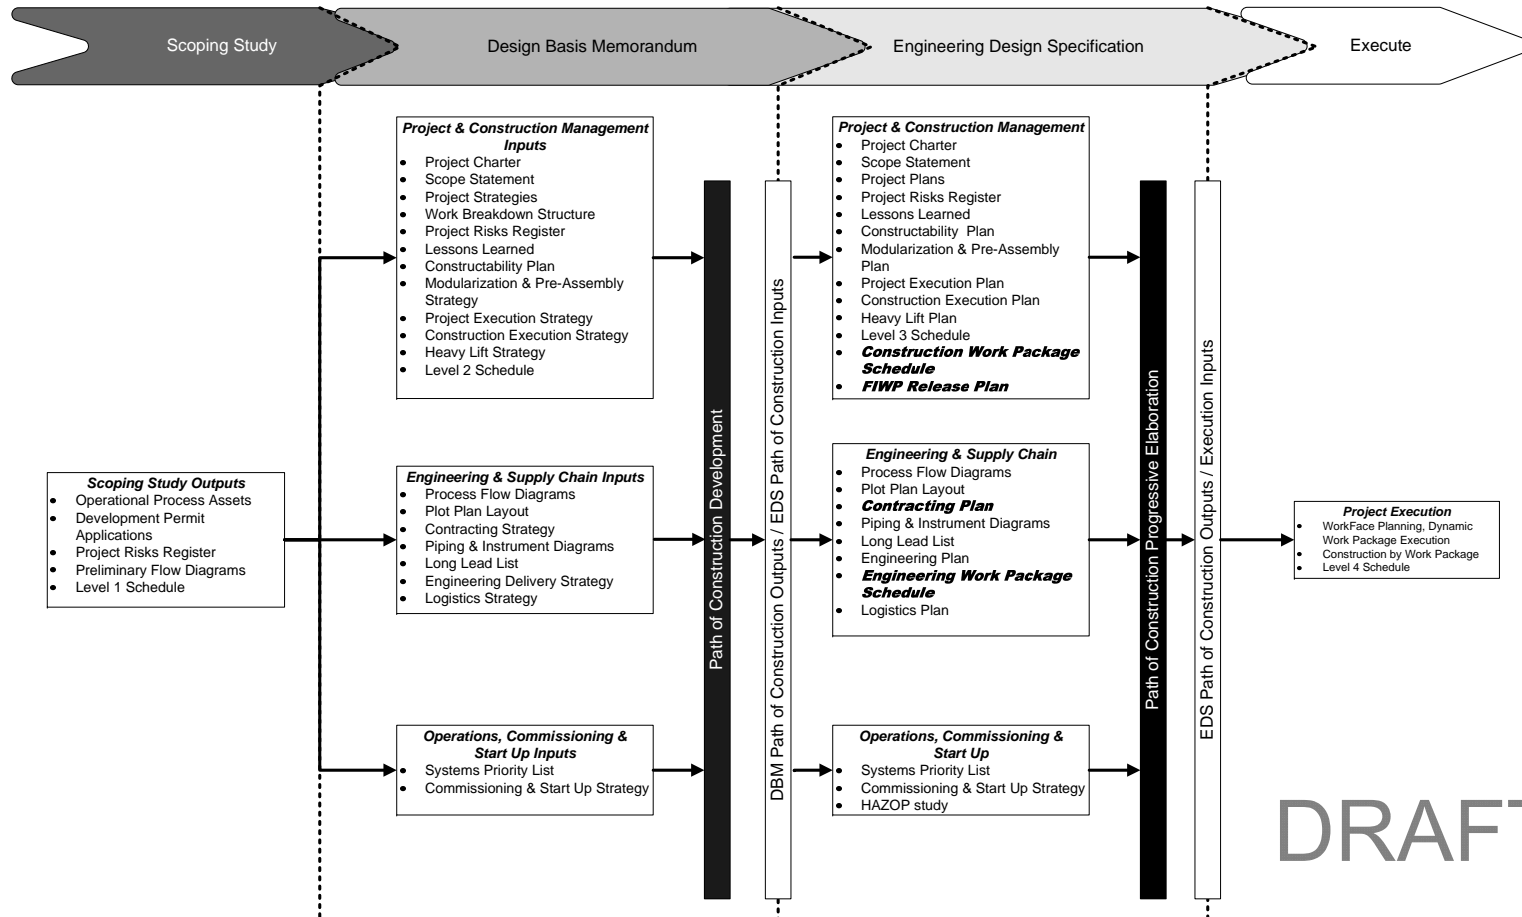 Scoping Study
Design Basis Memorandum
Engineering Design Specification
Execute
Scoping Study Outputs
Operational Process Assets
Development Permit
Applications
Project Risks Register
Preliminary Flow Diagrams
Level 1 Schedule
Project & Construction Management
Inputs
Project Charter
Scope Statement
Project Strategies
Work Breakdown Structure
Project Risks Register
Lessons Learned
Constructability Plan
Modularization & Pre-Assembly
Strategy
Project Execution Strategy
Construction Execution Strategy
Heavy Lift Strategy
Level 2 Schedule
Engineering & Supply Chain Inputs
Process Flow Diagrams
Plot Plan Layout
Contracting Strategy
Piping & Instrument Diagrams
Long Lead List
Engineering Delivery Strategy
Logistics Strategy
Operations, Commissioning &
Start Up Inputs
Systems Priority List
Commissioning & Start Up Strategy
Path of Construction Development
DBM Path of Construction Outputs / EDS Path of Construction Inputs
Project & Construction Management
Project Charter
Scope Statement
Project Plans
Project Risks Register
Lessons Learned
Constructability Plan
Modularization & Pre-Assembly
Plan
Project Execution Plan
Construction Execution Plan
Heavy Lift Plan
Level 3 Schedule
Construction Work Package
Schedule
FIWP Release Plan
Engineering & Supply Chain
Process Flow Diagrams
Plot Plan Layout
Contracting Plan
Piping & Instrument Diagrams
Long Lead List
Engineering Plan
Engineering Work Package
Schedule
Logistics Plan
Operations, Commissioning &
Start Up
Systems Priority List
Commissioning & Start Up Strategy
HAZOP study
Path of Construction Progressive Elaboration
EDS Path of Construction Outputs / Execution Inputs
Project Execution
WorkFace Planning, Dynamic
Work Package Execution
Construction by Work Package
Level 4 Schedule
DRAFT